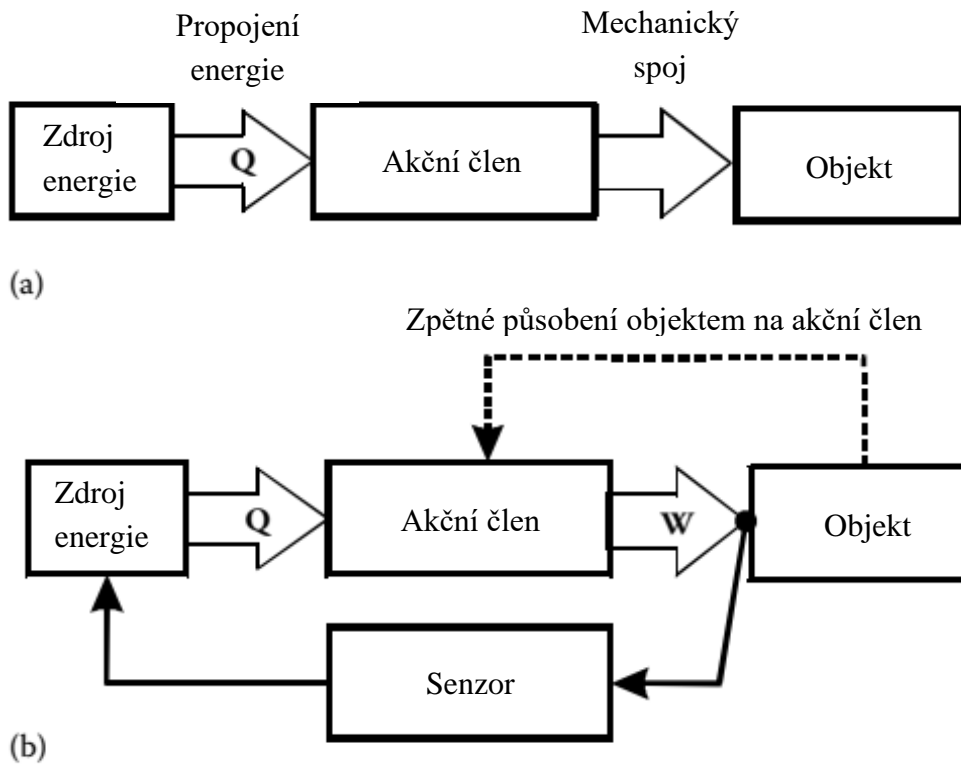 Propojení
energie
Mechanický
spoj
Zdroj
energie
Q
Akční člen
Objekt
(a)
Zpětné působení objektem na akční člen
Zdroj
energie
Q
Akční člen
W
Objekt
Senzor
(b)